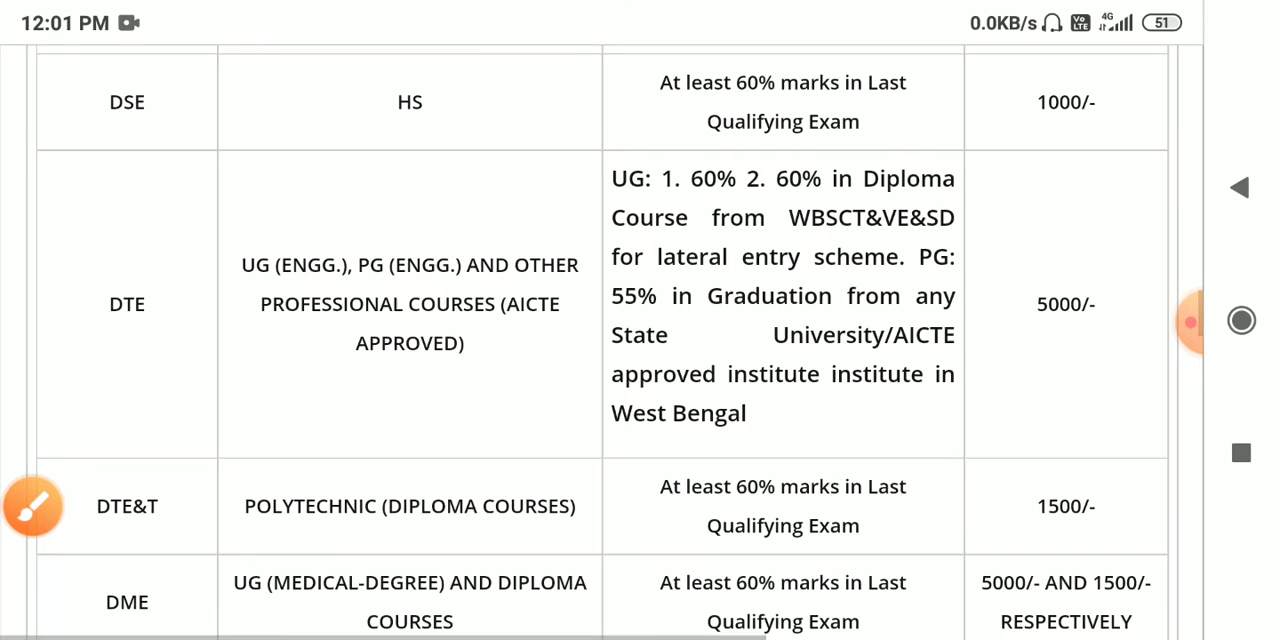 12:01 PM
0.0KB/s
Vo LTE
4G
51
DSE
HS
At least 60% marks in Last
Qualifying Exam
1000/-
DTE
UG (ENGG.), PG (ENGG.) AND OTHER
PROFESSIONAL COURSES (AICTE
APPROVED)
UG: 1. 60% 2. 60% in Diploma
Course from WBSCT&VE&SD
for lateral entry scheme. PG:
55% in Graduation from any
State University/AICTE
approved institute institute in
West Bengal
5000/-
DTE&T
POLYTECHNIC (DIPLOMA COURSES)
At least 60% marks in Last
Qualifying Exam
1500/-
DME
UG (MEDICAL-DEGREE) AND DIPLOMA
COURSES
At least 60% marks in Last
Qualifying Exam
5000/- AND 1500/-
RESPECTIVELY